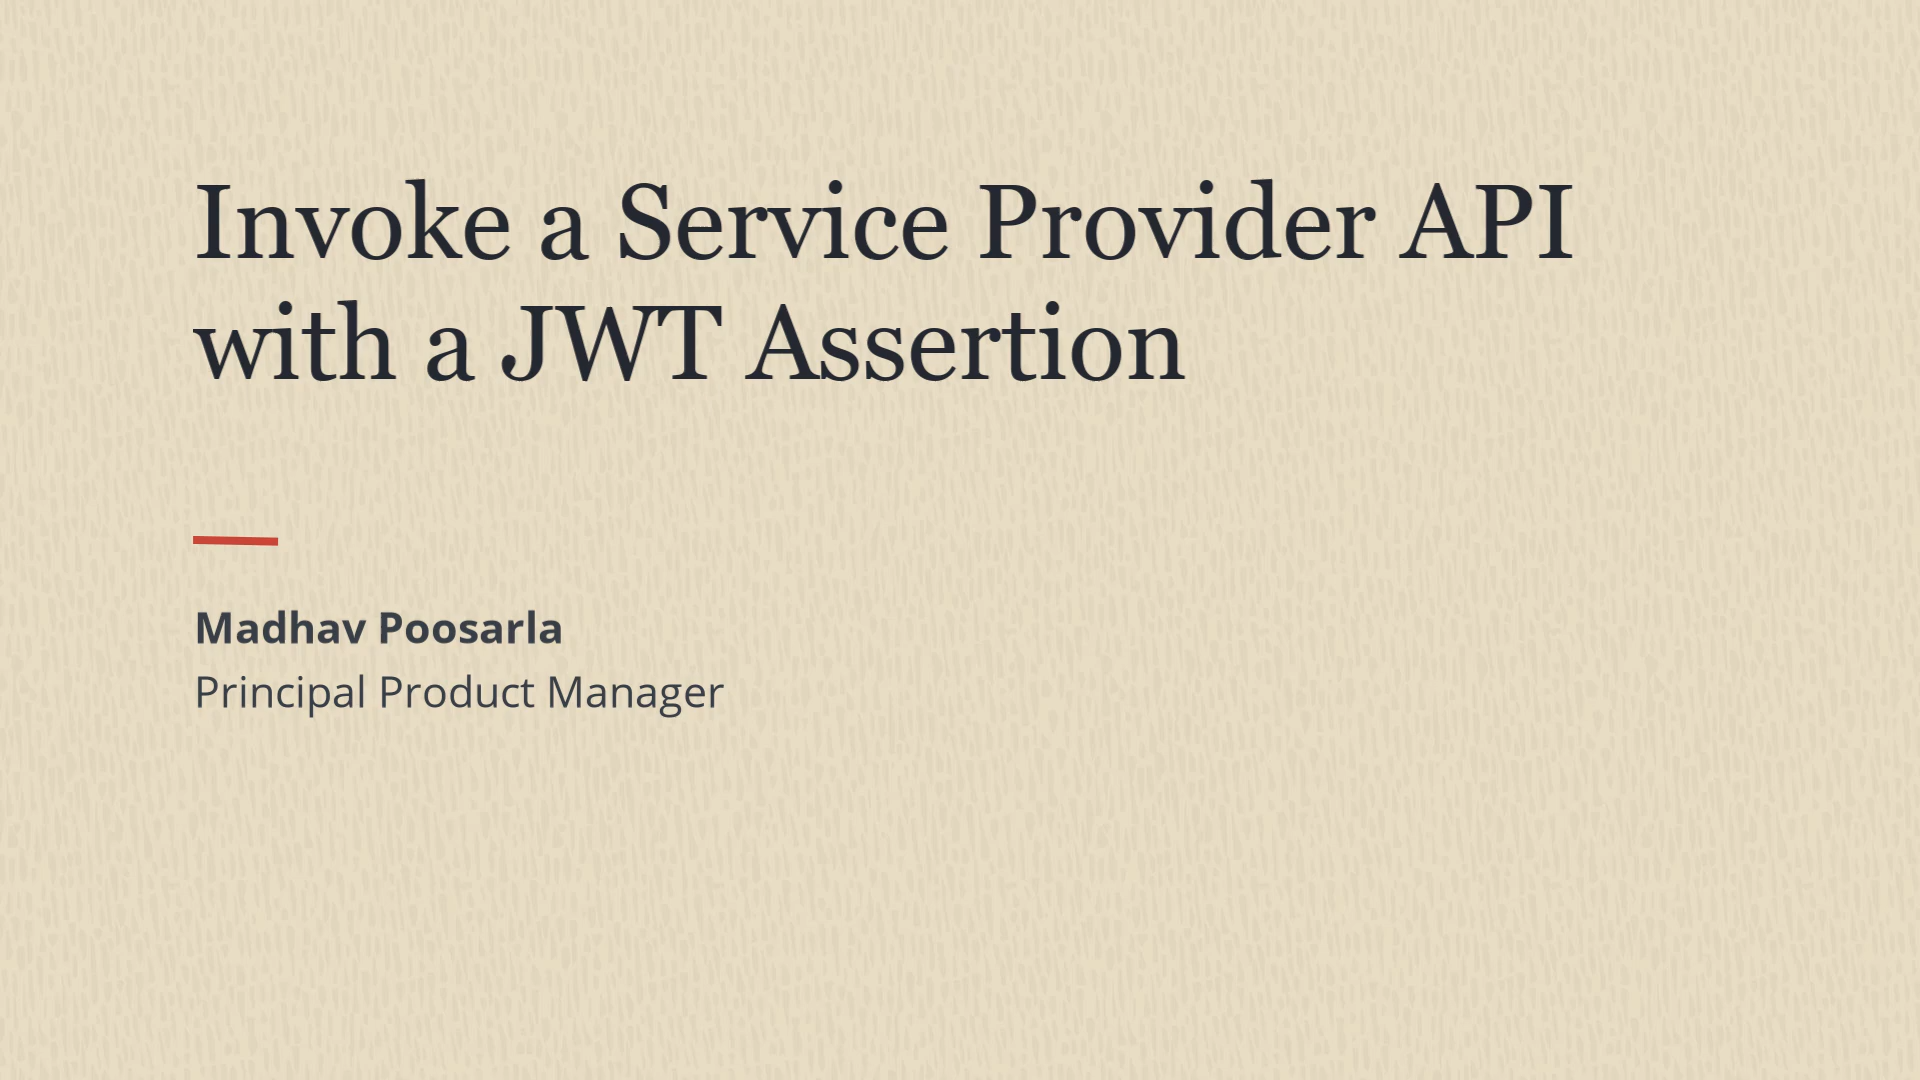 Invoke a Service Provider API
with a JWT Assertion
Madhav Poosarla
Principal Product Manager